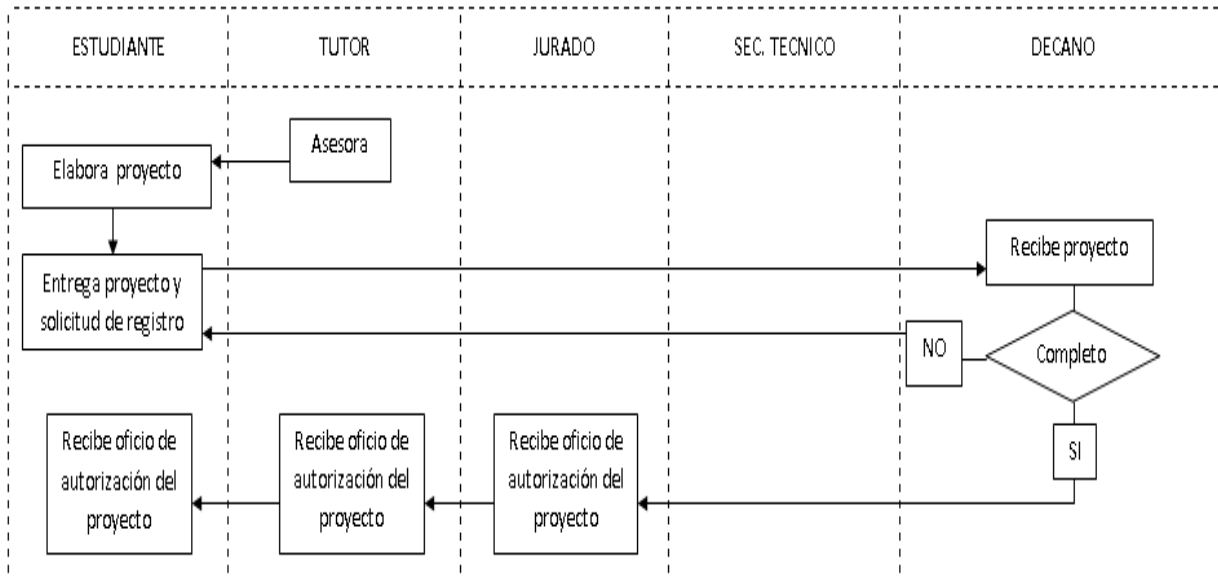 ESTUDIANTE
TUTOR
JURADO
SEC. TECNICO
DECANO
Asesora
Elabora proyecto
Recibe proyecto
Entrega proyecto y
solicitud de registro
NO
Completo
SI
Recibe oficio de
autorización del
proyecto
Recibe oficio de
autorización del
proyecto
Recibe oficio de
autorización del
proyecto